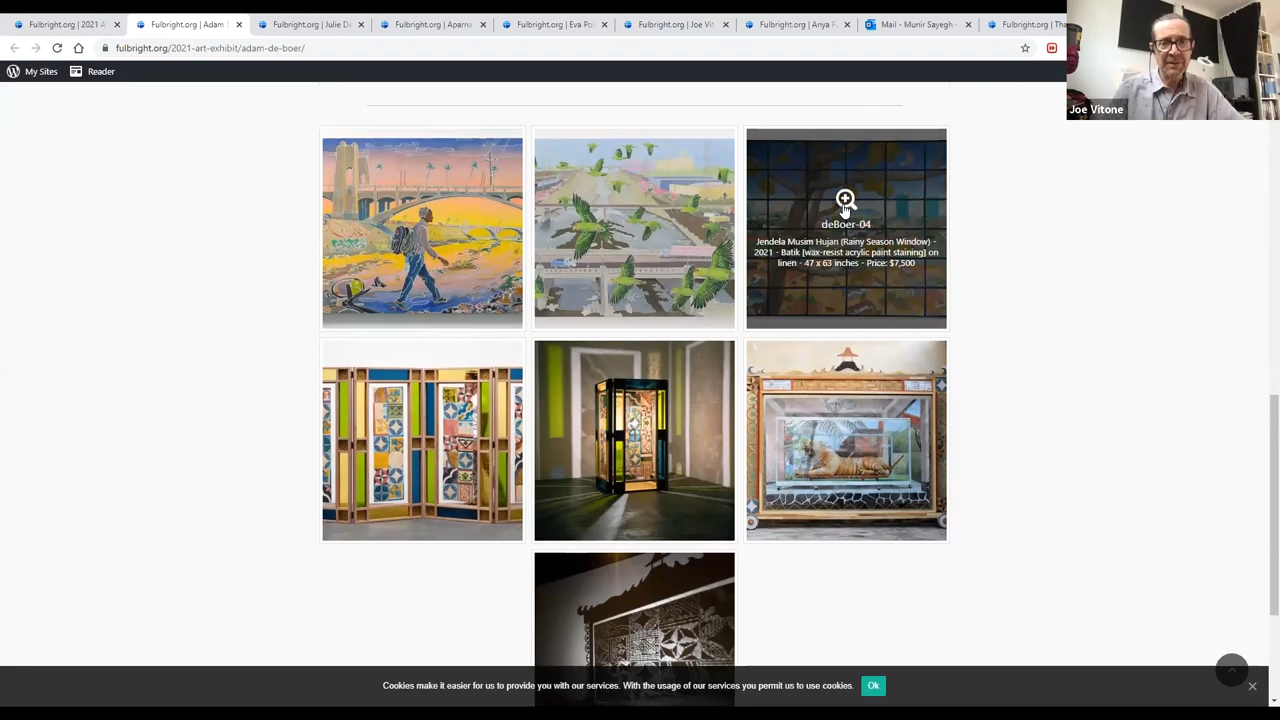 Fulbright.org | 2021 A
Fulbright.org | Adam
Fulbright.org | Julie D
Fulbright.org | Aparna
Fulbright.org | Eva Pol
Fulbright.org | Joe Vit
Fulbright.org | Anya F
Mail - Munir Sayegh -
Fulbright.org | Tha
fulbright.org/2021-art-exhibit/adam-de-boer/
My Sites
Reader
Joe Vitone
deBoer-04
Jendela Musim Hujan (Rainy Season Window) -
2021 - Batik [wax-resist acrylic paint staining] on
linen - 47 x 63 inches - Price: $7,500
Cookies make it easier for us to provide you with our services. With the usage of our services you permit us to use cookies.
Ok